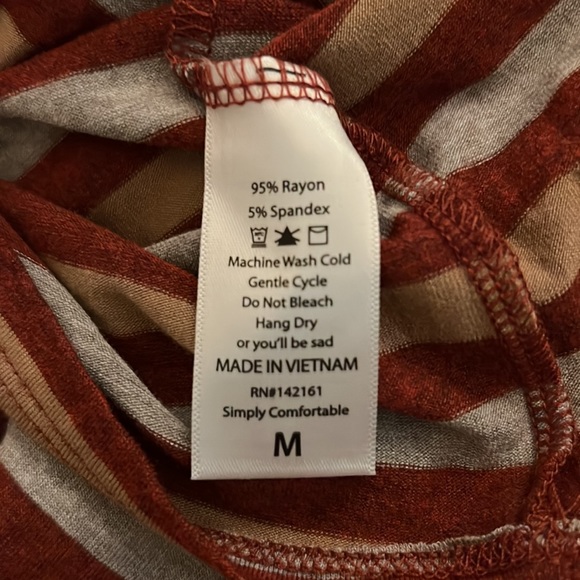 95% Rayon
5% Spandex
Machine Wash Cold
Gentle Cycle
Do Not Bleach
Hang Dry
or you'll be sad
MADE IN VIETNAM
RN#142161
Simply Comfortable
M